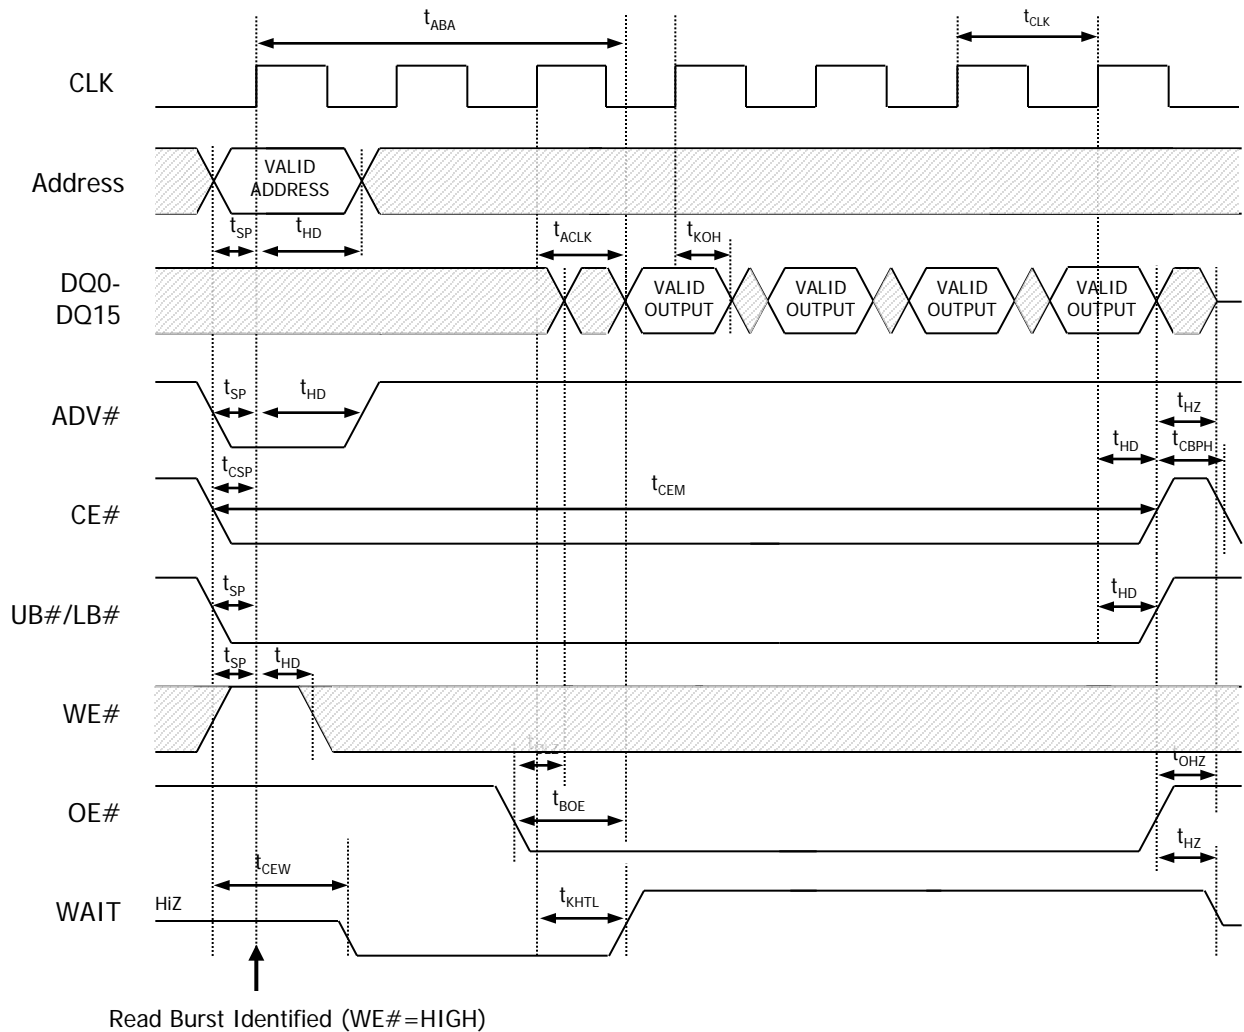 tABA
tCLK
CLK
Address
VALID
ADDRESS
tSP
tHD
tACLK
tKOH
DQ0-
DQ15
VALID
OUTPUT
VALID
OUTPUT
VALID
OUTPUT
VALID
OUTPUT
ADV#
tSP
tHD
tHZ
tHD
tCBPH
tCSP
tCEM
CE#
tSP
tHD
UB#/LB#
tSP
tHD
WE#
tOHZ
tBOE
OE#
tHZ
tCEW
HiZ
tKHTL
WAIT
Read Burst Identified (WE#=HIGH)